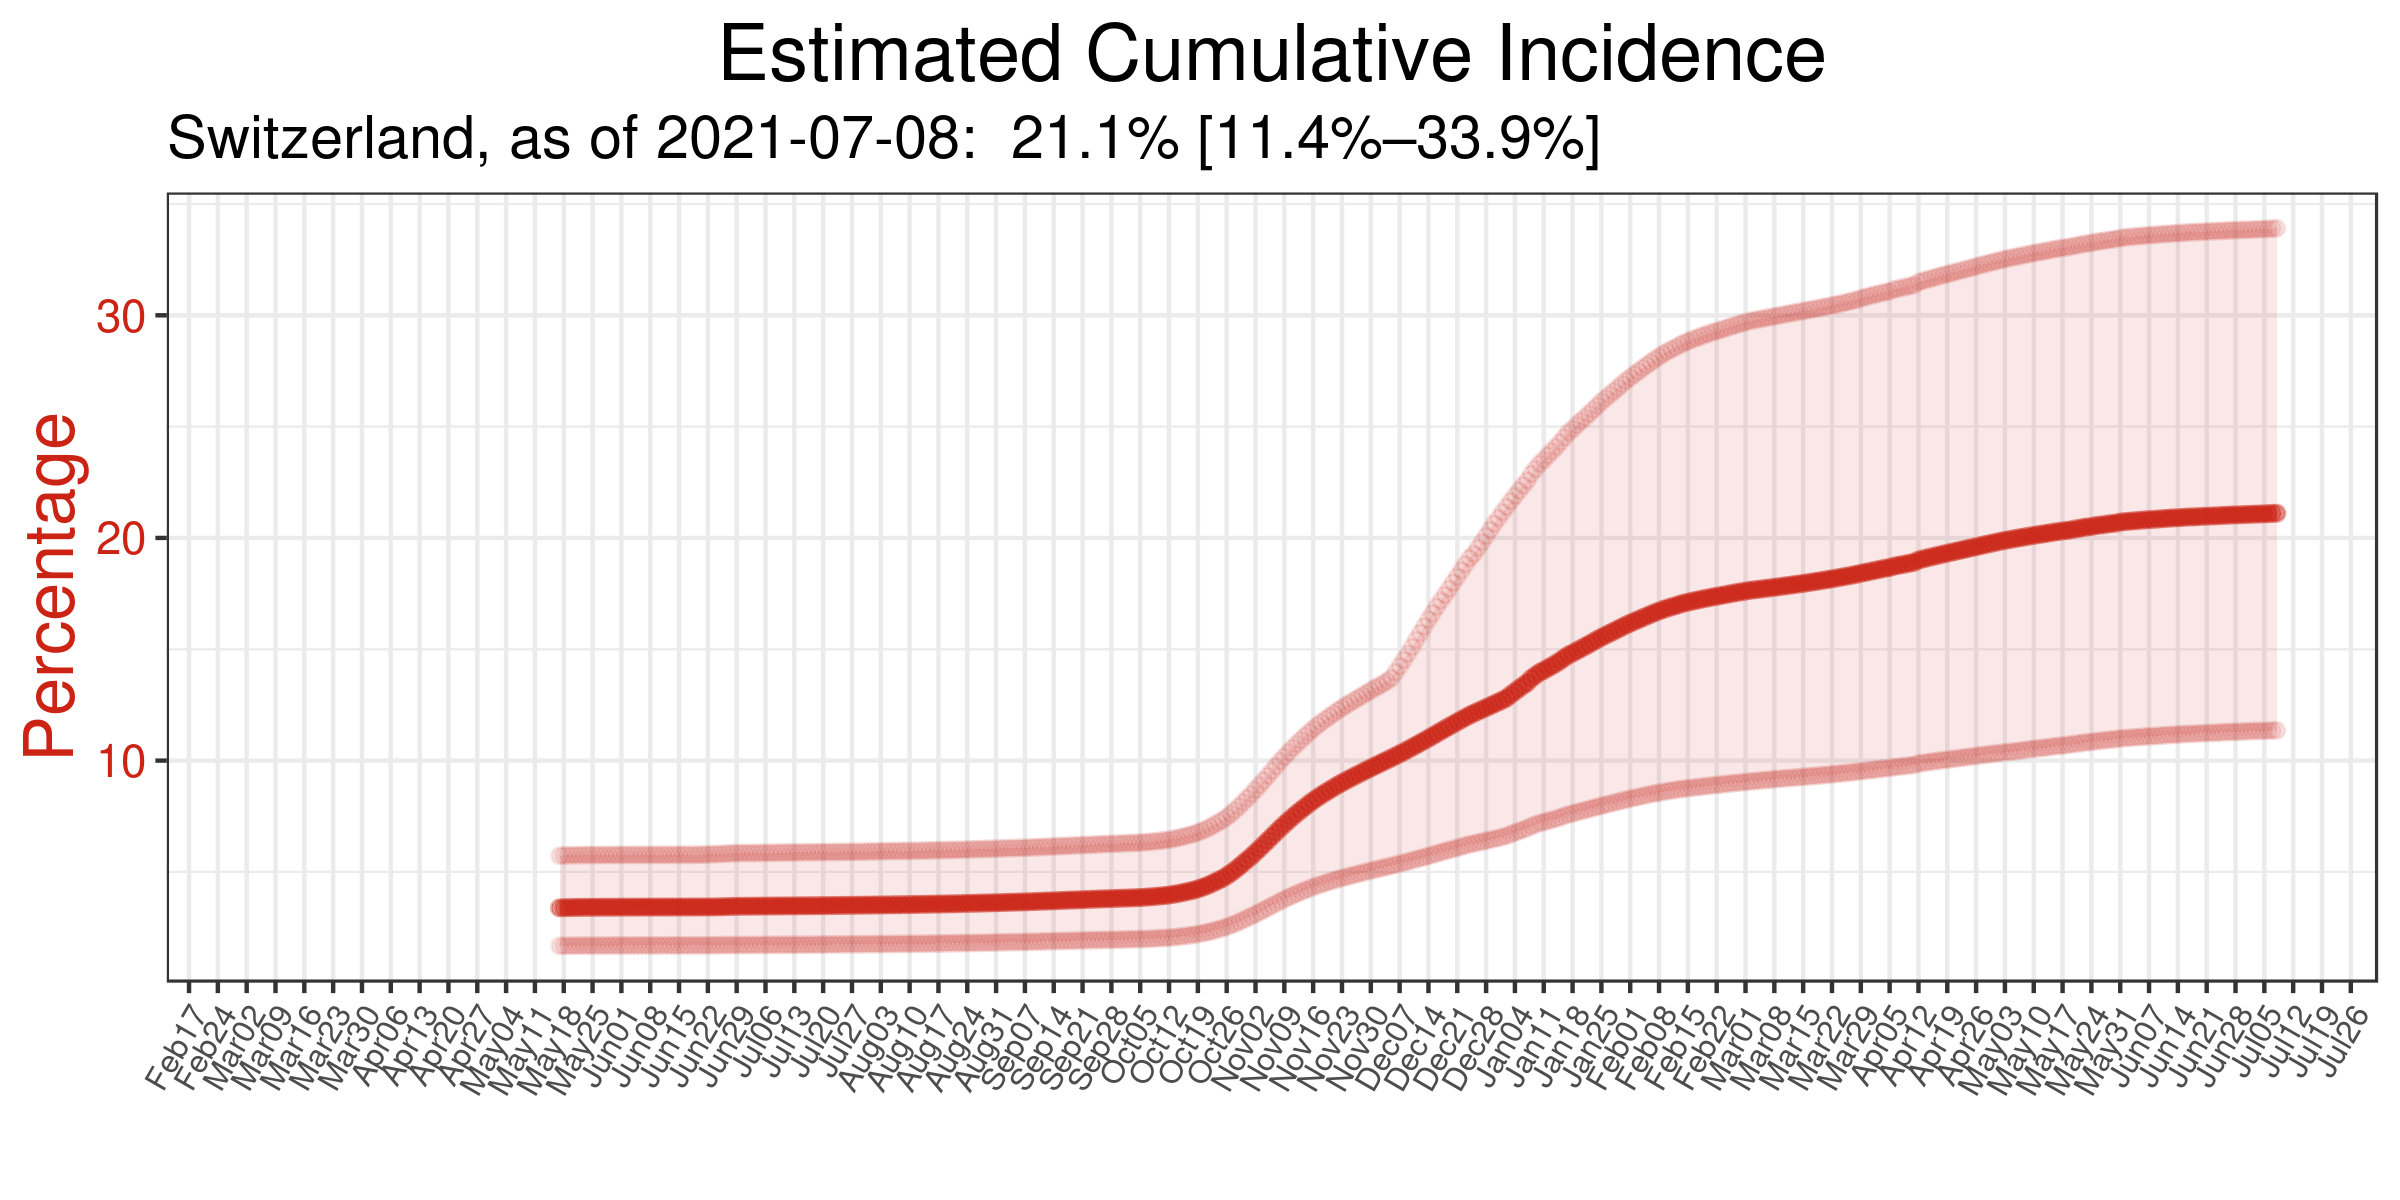 Estimated Cumulative Incidence
Switzerland, as of 2021-07-08:  21.1% [11.4%–33.9%]
Percentage
30
20
10
Feb17
Feb24
Mar02
Mar09
Mar16
Mar23
Mar30
Apr06
Apr13
Apr20
Apr27
May04
May11
May18
May25
Jun01
Jun08
Jun15
Jun22
Jun29
Jul06
Jul13
Jul20
Jul27
Aug03
Aug10
Aug17
Aug24
Aug31
Sep07
Sep14
Sep21
Sep28
Oct05
Oct12
Oct19
Oct26
Nov02
Nov09
Nov16
Nov23
Nov30
Dec07
Dec14
Dec21
Dec28
Jan04
Jan11
Jan18
Jan25
Feb01
Feb08
Feb15
Feb22
Mar01
Mar08
Mar15
Mar22
Mar29
Apr05
Apr12
Apr19
Apr26
May03
May10
May17
May24
May31
Jun07
Jun14
Jun21
Jun28
Jul05
Jul12
Jul19
Jul26